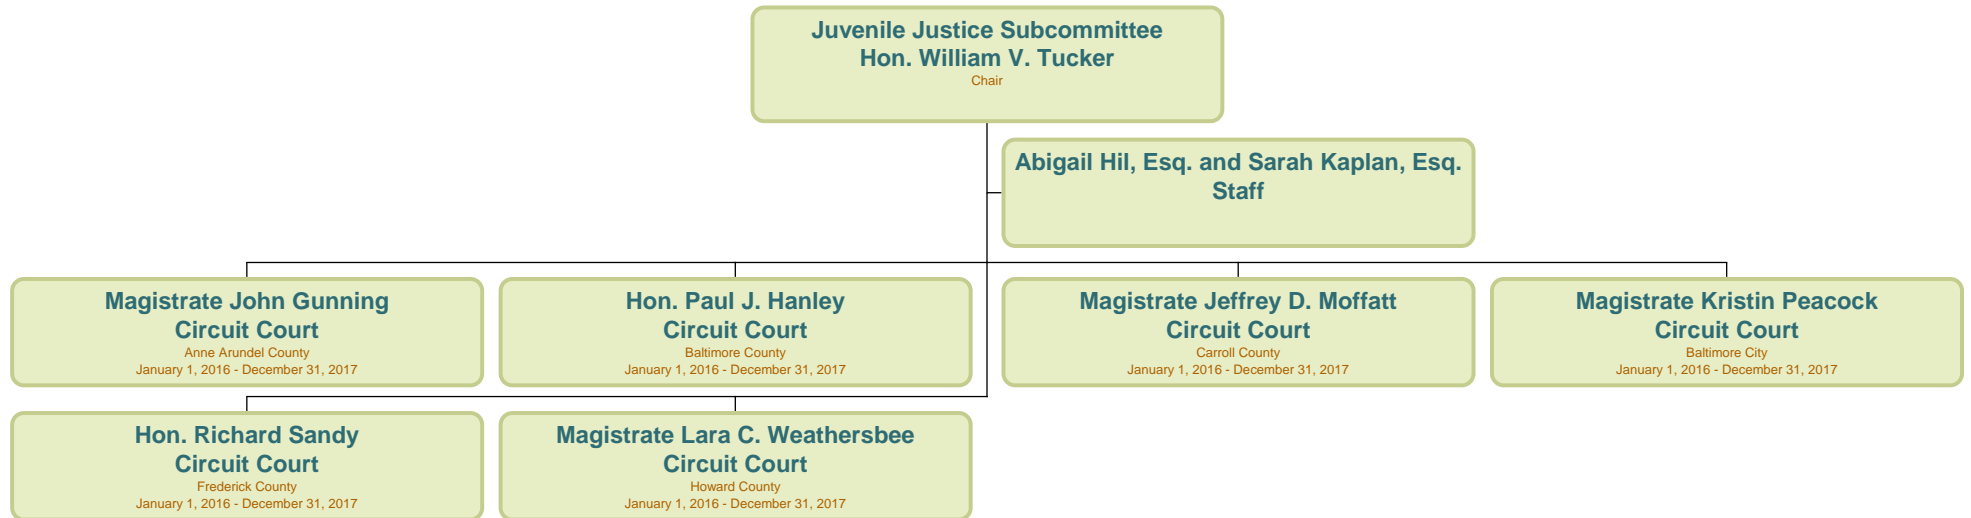 Juvenile Justice Subcommittee
Hon. William V. Tucker
Chair
Abigail Hil, Esq. and Sarah Kaplan, Esq.
Staff
Magistrate John Gunning
Circuit Court
Anne Arundel County
January 1, 2016 - December 31, 2017
Hon. Paul J. Hanley
Circuit Court
Baltimore County
January 1, 2016 - December 31, 2017
Magistrate Jeffrey D. Moffatt
Circuit Court
Carroll County
January 1, 2016 - December 31, 2017
Magistrate Kristin Peacock
Circuit Court
Baltimore City
January 1, 2016 - December 31, 2017
Hon. Richard Sandy
Circuit Court
Frederick County
January 1, 2016 - December 31, 2017
Magistrate Lara C. Weathersbee
Circuit Court
Howard County
January 1, 2016 - December 31, 2017